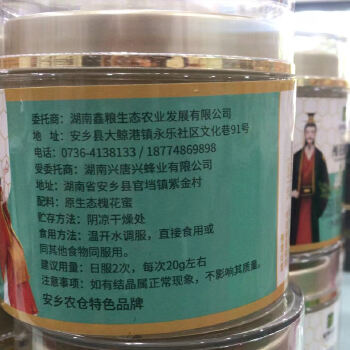 委托商：湖南鑫粮生态农业发展有限公司
地 址：安乡县大鲸港镇永乐社区文化巷91号
电话：0736-4138133 / 18774869898
受委托商：湖南兴唐兴蜂业有限公司
地址：湖南省安乡县官垱镇紫金村
配料：原生态槐花蜜
贮存方法：阴凉干燥处
食用方法：温开水调服，直接食用或
同其他食物同服用。
建议用量：日服2次，每次20g左右
注意事项：如有结晶属正常现象，不影响其质量。
安乡农仓特色品牌